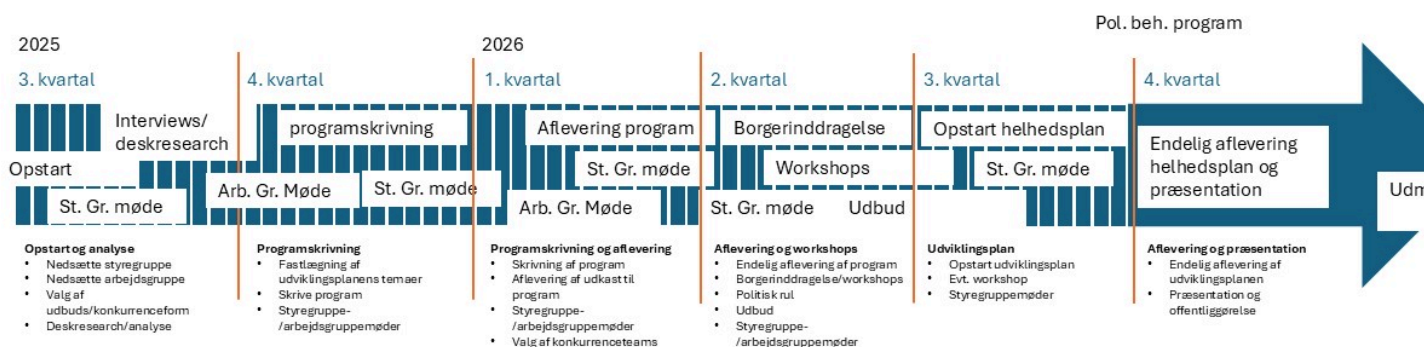 Pol. beh. program
2025
2026
3. kvartal
4. kvartal
1. kvartal
2. kvartal
3. kvartal
4. kvartal
Interviews/
deskresearch
programskrivning
Aflevering program
Borgerinddragelse
Opstart helhedsplan
Endelig aflevering
helhedsplan og
præsentation
Opstart
St. Gr. møde
Arb. Gr. Møde
St. Gr. møde
St. Gr. møde
Arb. Gr. Møde
Workshops
St. Gr. møde
Udbud
St. Gr. møde
Udm
Opstart og analyse
• Nedsætte styregruppe
• Nedsætte arbejdsgruppe
• Valg af
udbuds/konkurrenceform
• Deskresearch/analyse
Programskrivning
• Fastlægning af
udviklingsplanens temaer
• Skrive program
• Styregruppe-
/arbejdsgruppemøder
Programskrivning og aflevering
• Skrivning af program
• Aflevering af udkast til
program
• Styregruppe-
/arbejdsgruppemøder
• Valg af konkurrenceteams
Aflevering og workshops
• Endelig aflevering af program
• Borgerinddragelse/workshops
• Politisk rul
• Udbud
• Styregruppe-
/arbejdsgruppemøder
Udviklingsplan
• Opstart udviklingsplan
• Evt. workshop
• Styregruppemøder
Aflevering og præsentation
• Endelig aflevering af
udviklingsplanen
• Præsentation og
offentliggørelse